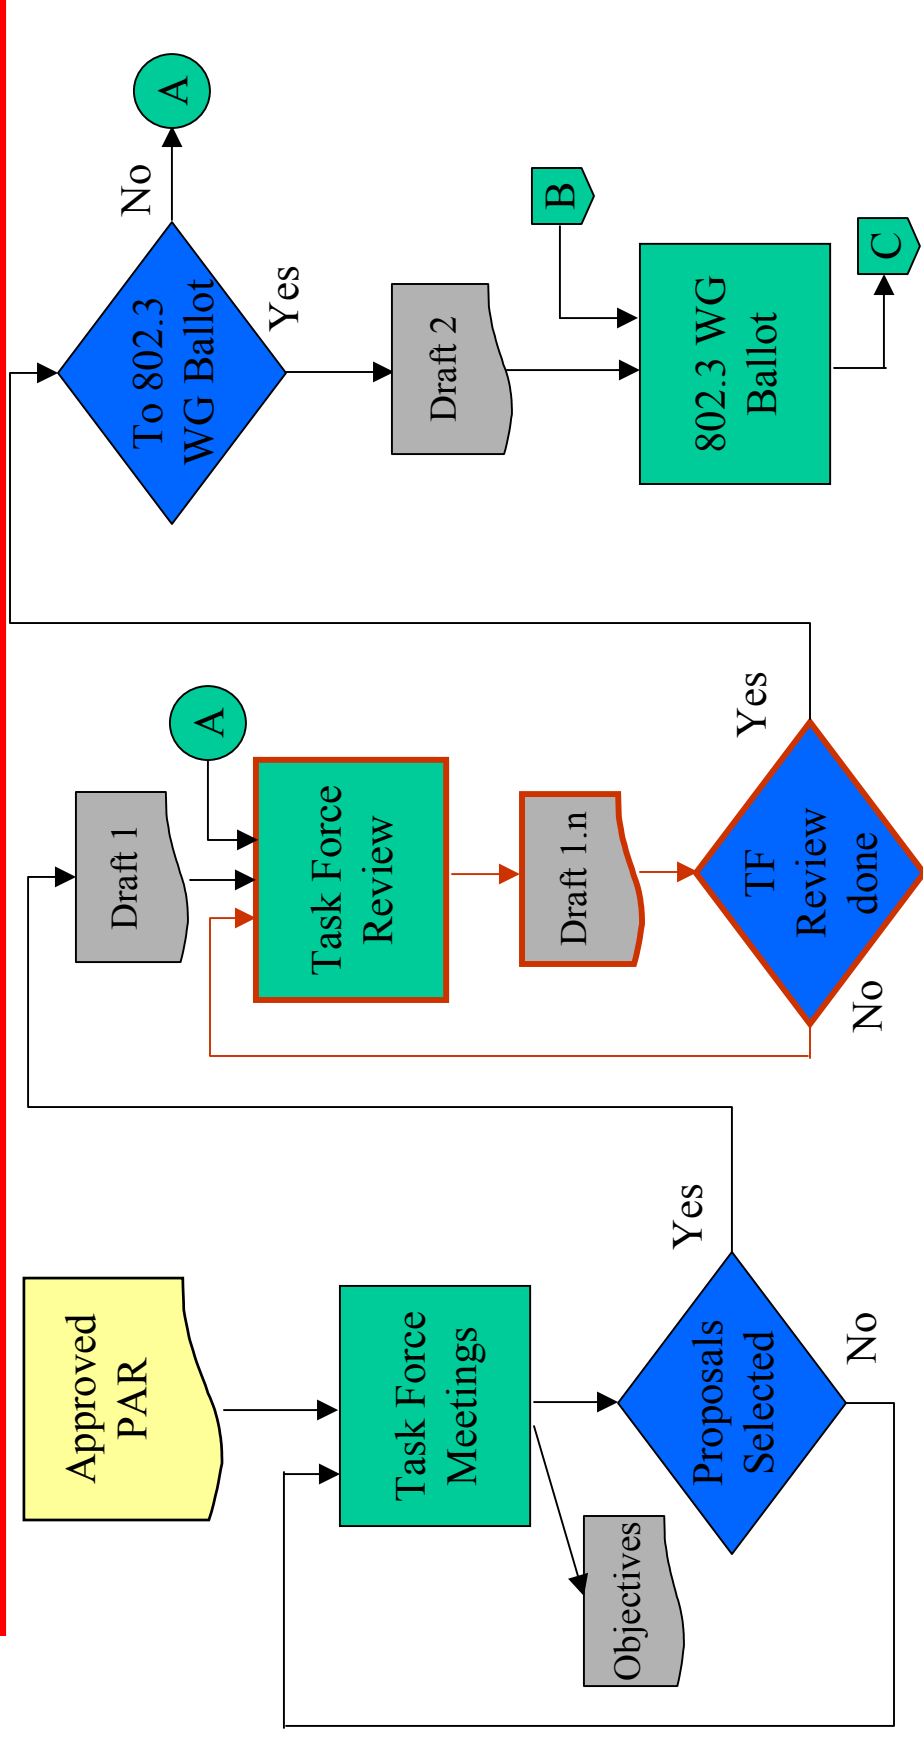 Approved
PAR
Task Force
Meetings
Objectives
Proposals
Selected
No
Yes
Draft 1
A
Task Force
Review
Draft 1.n
TF
Review
done
No
Yes
To 802.3
WG Ballot
No
A
Yes
Draft 2
B
802.3 WG
Ballot
C